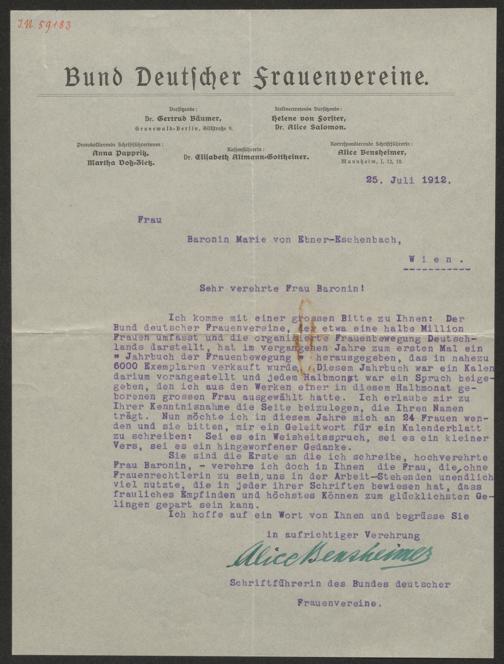 J.N. 59183
Bund Deutscher Frauenvereine.
Vorsitzende:
Dr. Gertrud Bäumer,
Grunewald-Berlin, Gillstraße 9.
Stellvertretende Vorsitzende:
Helene von Forster,
Dr. Alice Salomon.
Protokollierende Schriftführerinnen:
Anna Pappritz,
Martha Voß-Zietz.
Kassenführerin:
Dr. Elisabeth Altmann-Gottheiner.
Korrespondierende Schriftführerin:
Alice Bensheimer,
Mannheim, L. 12, 18.
25. Juli 1912.
Frau
Baronin Marie von Ebner-Eschenbach,
Wien.
Sehr verehrte Frau Baronin!
Ich komme mit einer grossen Bitte zu Ihnen: Der
Bund deutscher Frauenvereine, der etwa eine halbe Million
Frauen umfasst und die organisierte Frauenbewegung Deutsch-
lands darstellt, hat im vergangenen Jahre zum ersten Mal ein
" Jahrbuch der Frauenbewegung " herausgegeben, das in nahezu
6000 Exemplaren verkauft wurde. Diesem Jahrbuch war ein Kalen
darium vorangestellt und jedem Halbmonat war ein Spruch beige-
geben, den ich aus den Werken einer in diesem Halbmonat ge-
borenen grossen Frau ausgewählt hatte. Ich erlaube mir zu
Ihrer Kenntnisnahme die Seite beizulegen, die Ihren Namen
trägt. Nun möchte ich in diesem Jahre mich an 24 Frauen wen-
den und sie bitten, mir ein Geleitwort für ein Kalenderblatt
zu schreiben: Sei es ein Weisheitsspruch, sei es ein kleiner
Vers, sei es ein hingeworfener Gedanke.
Sie sind die Erste an die ich schreibe, hochverehrte
Frau Baronin, - verehre ich doch in Ihnen die Frau, die, ohne
Frauenrechtlerin zu sein, uns in der Arbeit-Stehenden unendlich
viel nutzte, die in jeder ihrer Schriften bewiesen hat, dass
frauliches Empfinden und höchstes Können zum glücklichsten Ge-
lingen gepart sein kann.
Ich hoffe auf ein Wort von Ihnen und begrüsse Sie
in aufrichtiger Verehrung
Alice Bensheimer
Schriftführerin des Bundes deutscher
Frauenvereine.